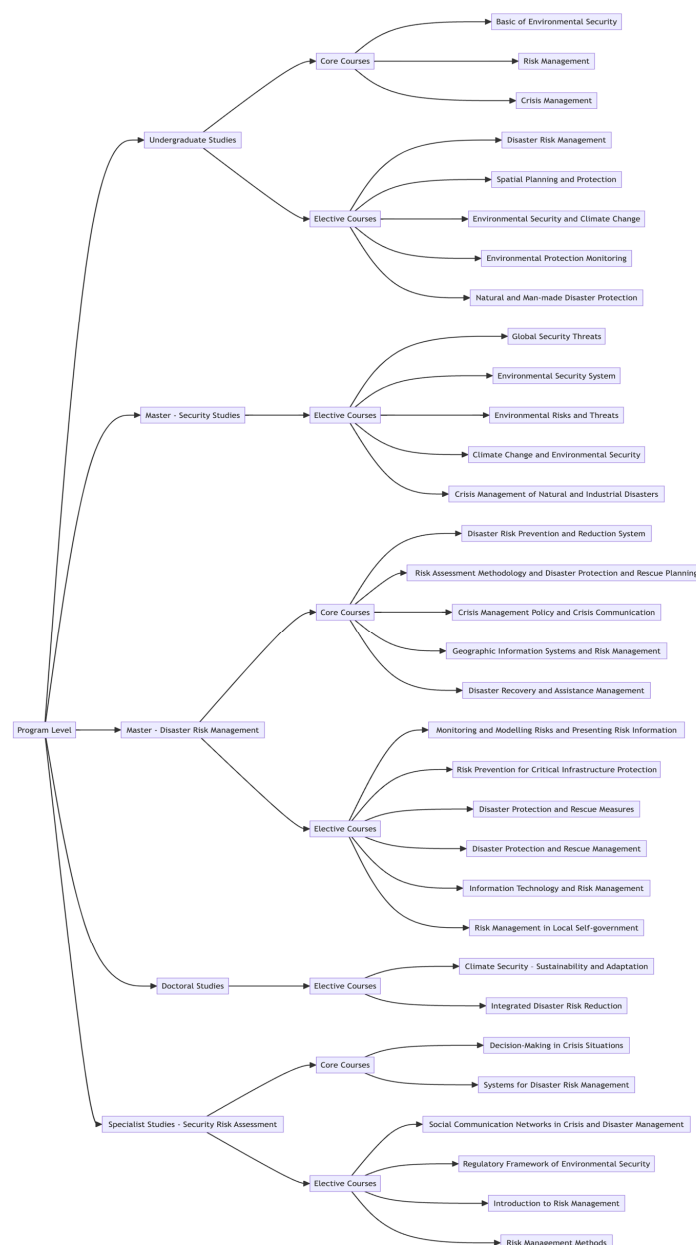 Program Level
Undergraduate Studies
Core Courses
Basic of Environmental Security
Risk Management
Crisis Management
Elective Courses
Disaster Risk Management
Spatial Planning and Protection
Environmental Security and Climate Change
Environmental Protection Monitoring
Natural and Man-made Disaster Protection
Master - Security Studies
Elective Courses
Global Security Threats
Environmental Security System
Environmental Risks and Threats
Climate Change and Environmental Security
Crisis Management of Natural and Industrial Disasters
Master - Disaster Risk Management
Core Courses
Disaster Risk Prevention and Reduction System
Risk Assessment Methodology and Disaster Protection and Rescue Planning
Crisis Management Policy and Crisis Communication
Geographic Information Systems and Risk Management
Disaster Recovery and Assistance Management
Elective Courses
Monitoring and Modelling Risks and Presenting Risk Information
Risk Prevention for Critical Infrastructure Protection
Disaster Protection and Rescue Measures
Disaster Protection and Rescue Management
Information Technology and Risk Management
Risk Management in Local Self-government
Doctoral Studies
Elective Courses
Climate Security – Sustainability and Adaptation
Integrated Disaster Risk Reduction
Specialist Studies - Security Risk Assessment
Core Courses
Decision-Making in Crisis Situations
Systems for Disaster Risk Management
Elective Courses
Social Communication Networks in Crisis and Disaster Management
Regulatory Framework of Environmental Security
Introduction to Risk Management
Risk Management Methods